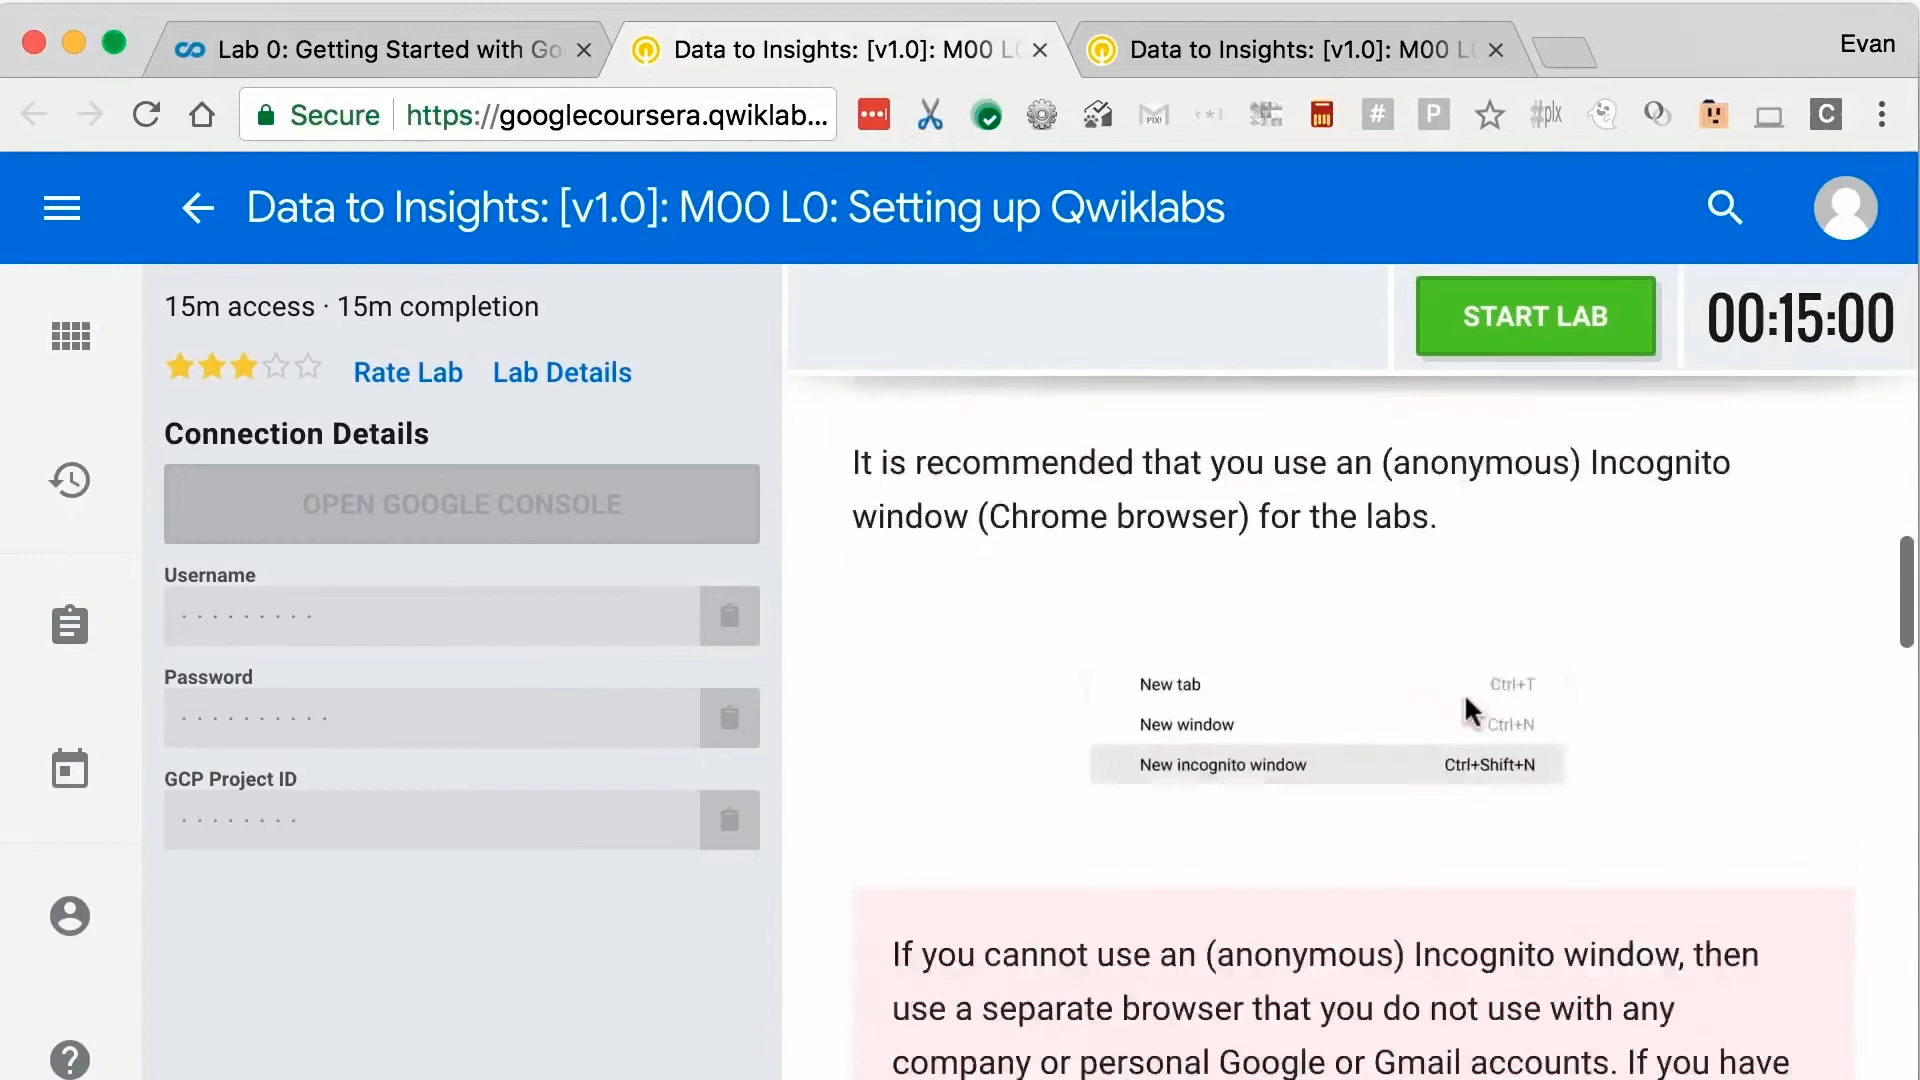 Lab 0: Getting Started with Go
Data to Insights: [v1.0]: M00 L
Data to Insights: [v1.0]: M00 L
Evan
Secure
https://googlecoursera.qwiklab...
#plx
Data to Insights: [v1.0]: M00 L0: Setting up Qwiklabs
15m access · 15m completion
START LAB
00:15:00
Rate Lab
Lab Details
Connection Details
OPEN GOOGLE CONSOLE
Username
Password
GCP Project ID
It is recommended that you use an (anonymous) Incognito
window (Chrome browser) for the labs.
New tab Ctrl+T
New window Ctrl+N
New incognito window Ctrl+Shift+N
If you cannot use an (anonymous) Incognito window, then
use a separate browser that you do not use with any
company or personal Google or Gmail accounts. If you have